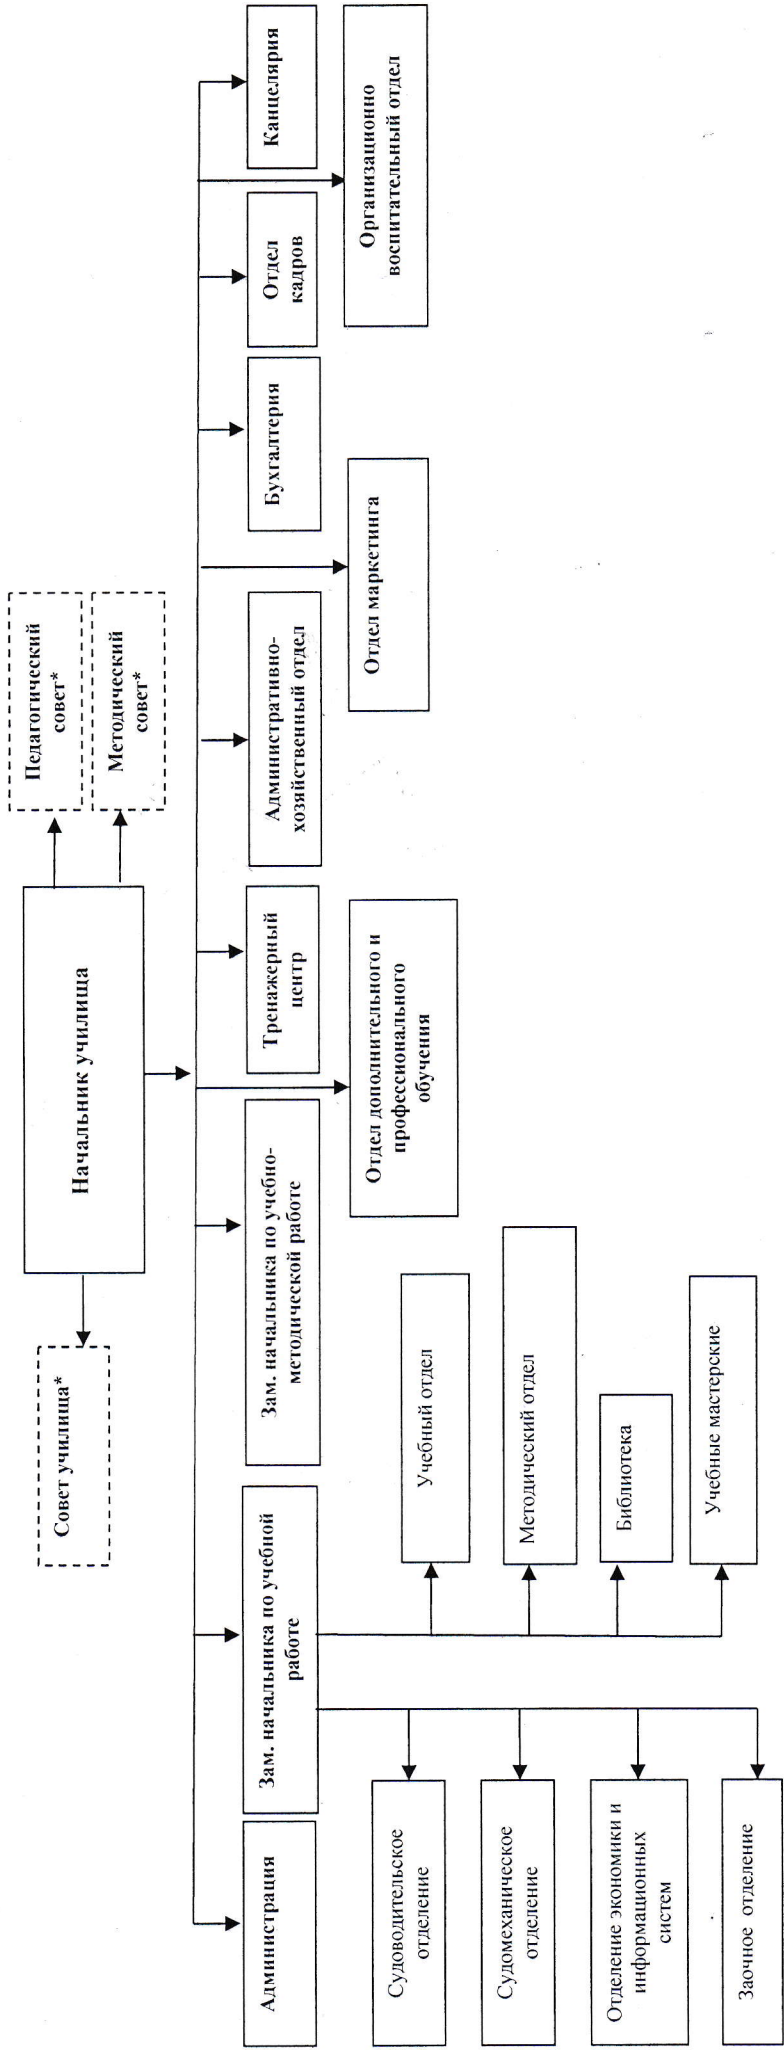 Совет училища*
Начальник училища
Педагогический
совет*
Методический
совет*
Администрация
Зам. начальника по учебной
работе
Зам. начальника по учебно-
методической работе
Тренажерный
центр
Административно-
хозяйственный отдел
Бухгалтерия
Отдел
кадров
Канцелярия
Отдел дополнительного и
профессионального
обучения
Отдел маркетинга
Организационно
воспитательный отдел
Судоводительское
отделение
Судомеханическое
отделение
Отделение экономики и
информационных
систем
Заочное отделение
Учебный отдел
Методический отдел
Библиотека
Учебные мастерские